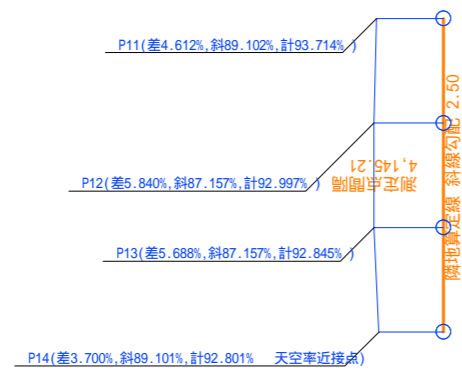 P11(差4.612%,斜89.102%,計93.714% )
P12(差5.840%,斜87.157%,計92.997% )
測定点間隔
4,145.21
P13(差5.688%,斜87.157%,計92.845% )
隣地算定線 斜線勾配 2.50
P14(差3.700%,斜89.101%,計92.801% 天空率近接点)